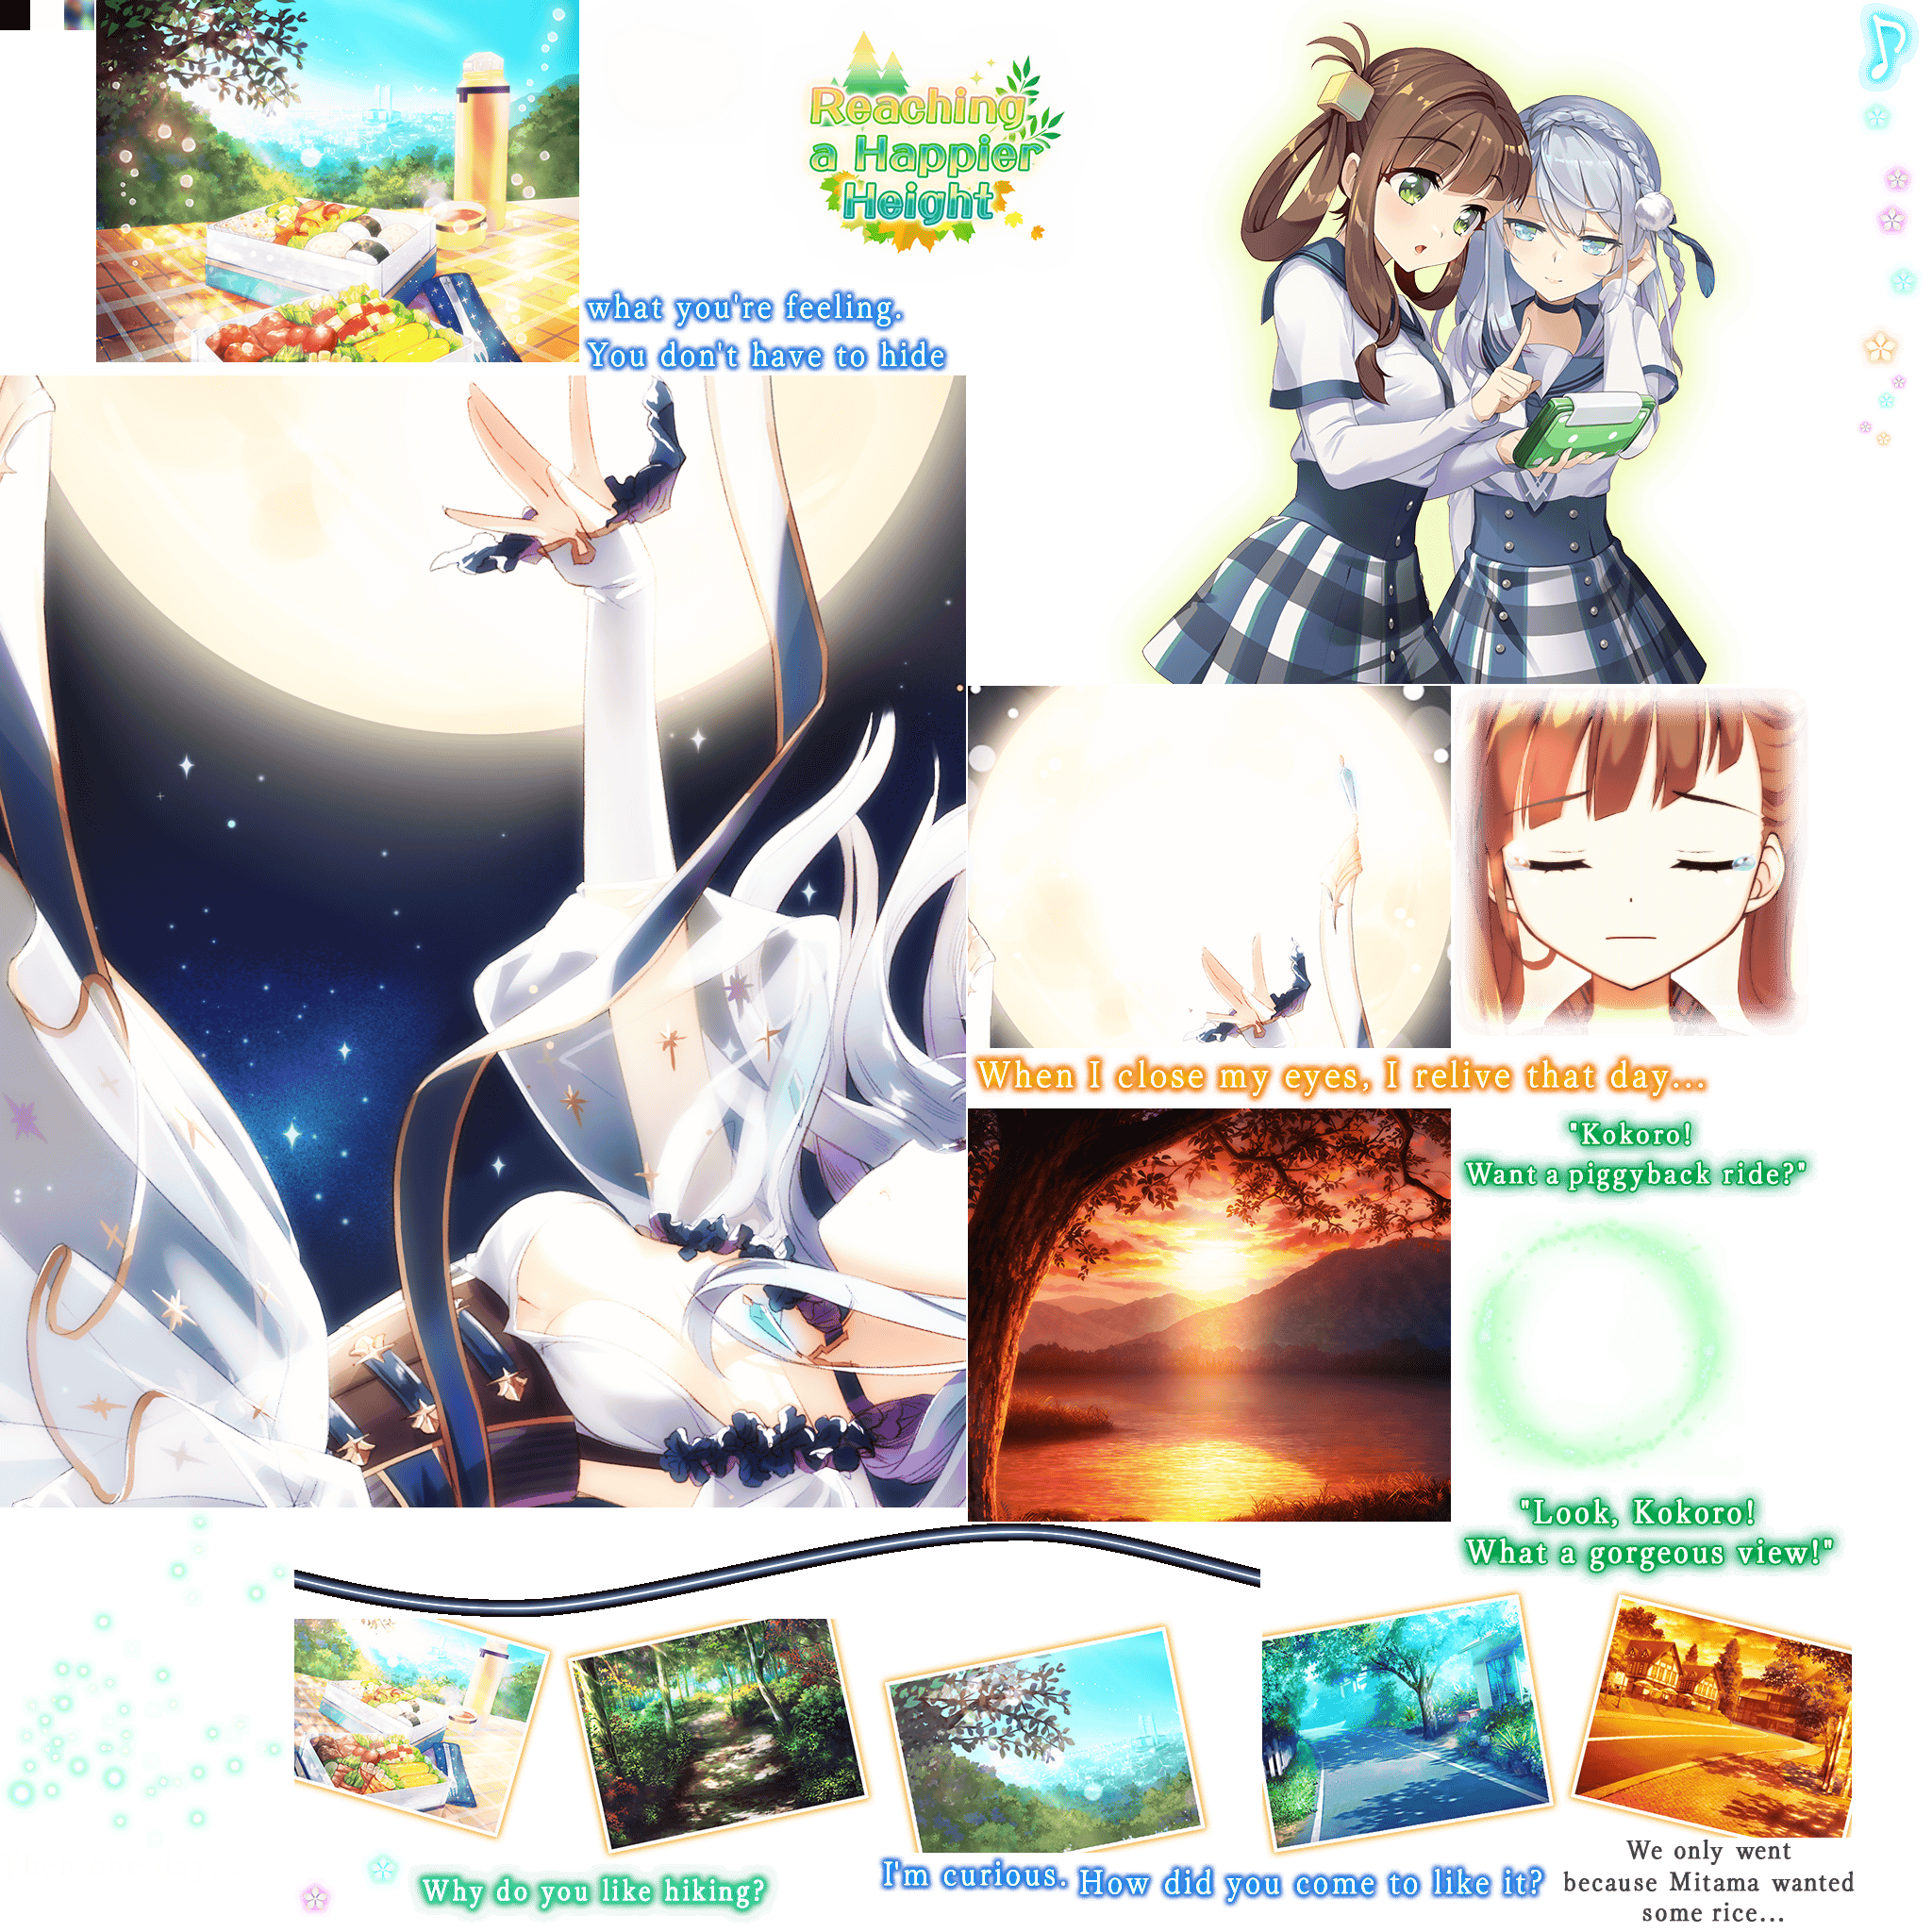 Reaching
a Happier
Height
what you're feeling.
You don't have to hide
When I close my eyes, I relive that day...
"Kokoro!
Want a piggyback ride?"
"Look, Kokoro!
What a gorgeous view!"
Why do you like hiking?
I'm curious. How did you come to like it?
We only went
because Mitama wanted
some rice...